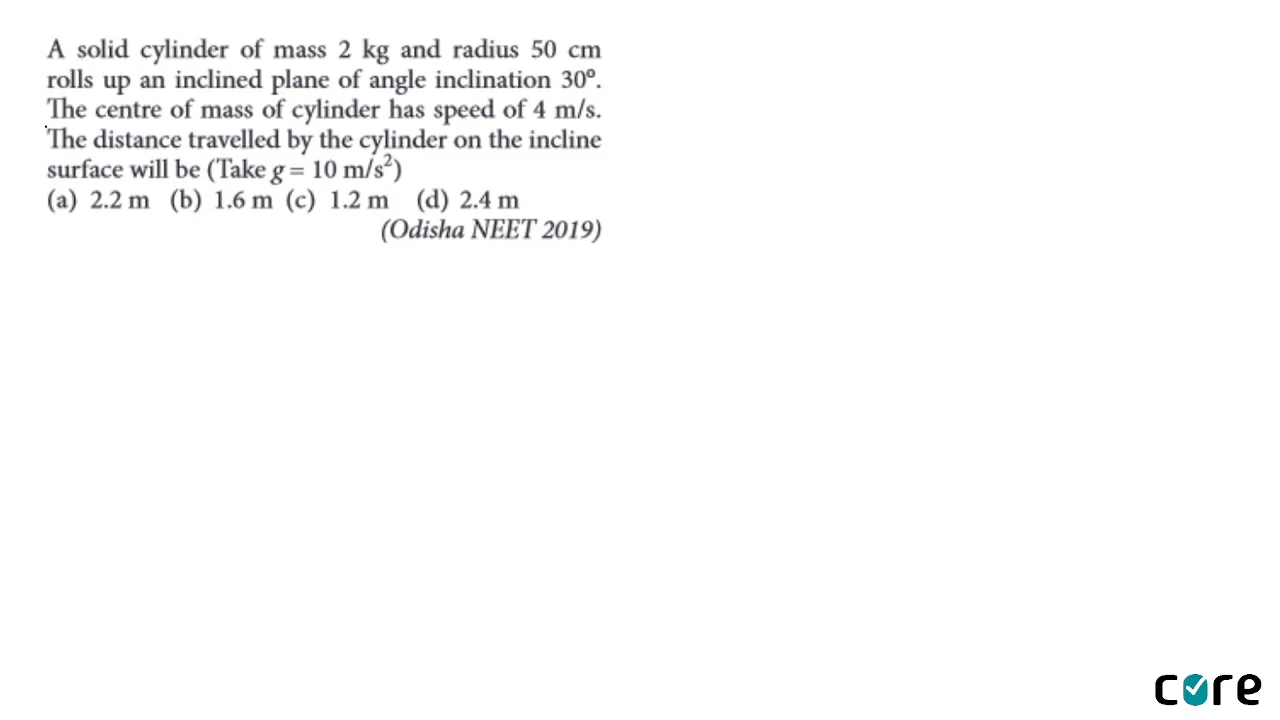 A solid cylinder of mass 2 kg and radius 50 cm
rolls up an inclined plane of angle inclination 30°.
The centre of mass of cylinder has speed of 4 m/s.
The distance travelled by the cylinder on the incline
surface will be (Take g = 10 m/s²)
(a) 2.2 m (b) 1.6 m (c) 1.2 m (d) 2.4 m
(Odisha NEET 2019)
core